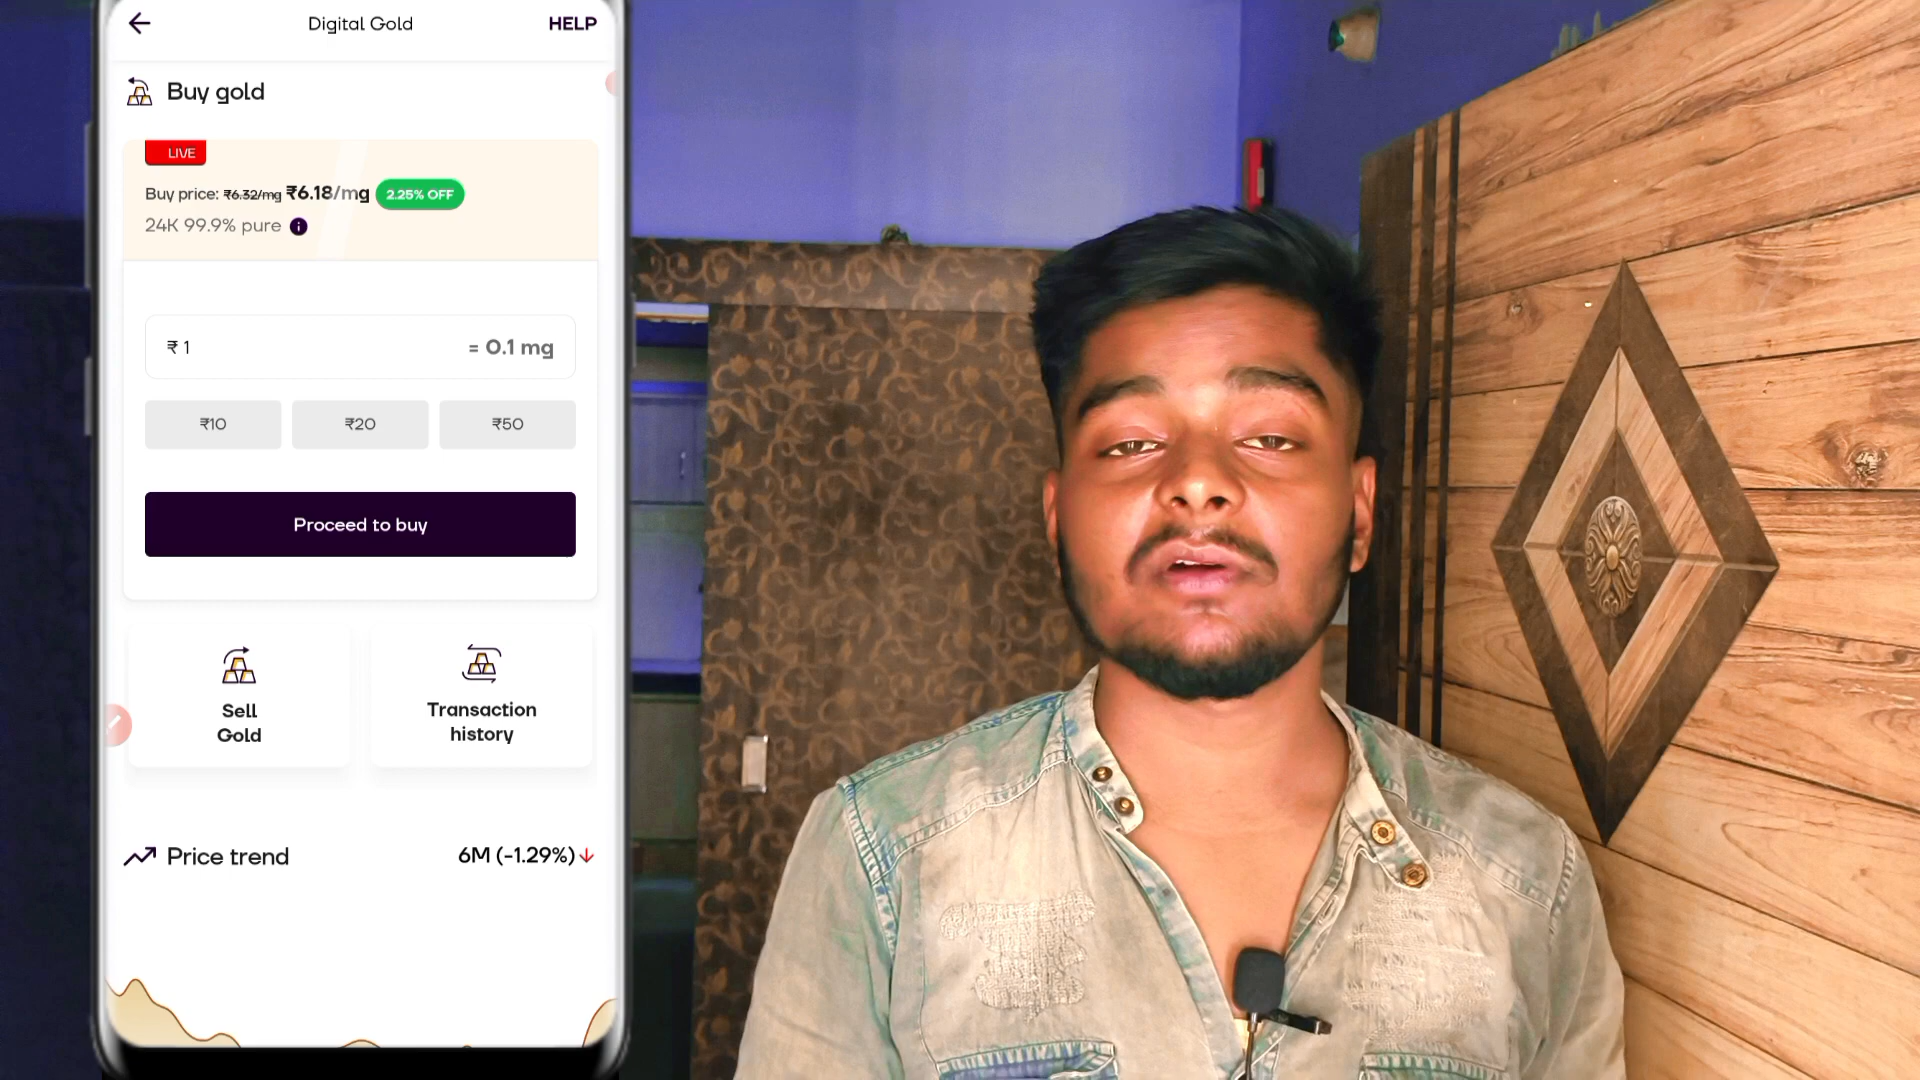 Digital Gold HELP
Buy gold
LIVE
Buy price: ₹6.32/mg ₹6.18/mg 2.25% OFF
24K 99.9% pure i
₹ 1 = 0.1 mg
₹10 ₹20 ₹50
Proceed to buy
Sell
Gold
Transaction
history
Price trend 6M (-1.29%)